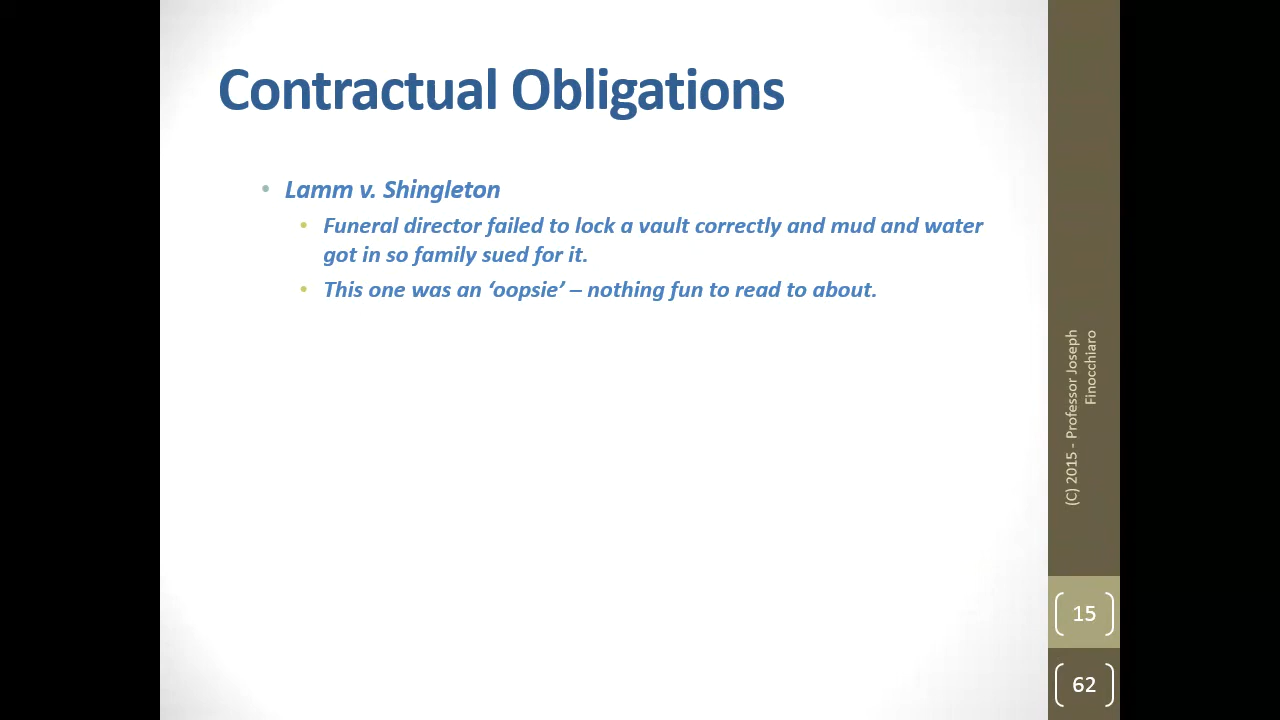 Contractual Obligations
• Lamm v. Shingleton
• Funeral director failed to lock a vault correctly and mud and water
got in so family sued for it.
• This one was an ‘oopsie’ – nothing fun to read to about.
(C) 2015 - Professor Joseph
Finocchiaro
15
62